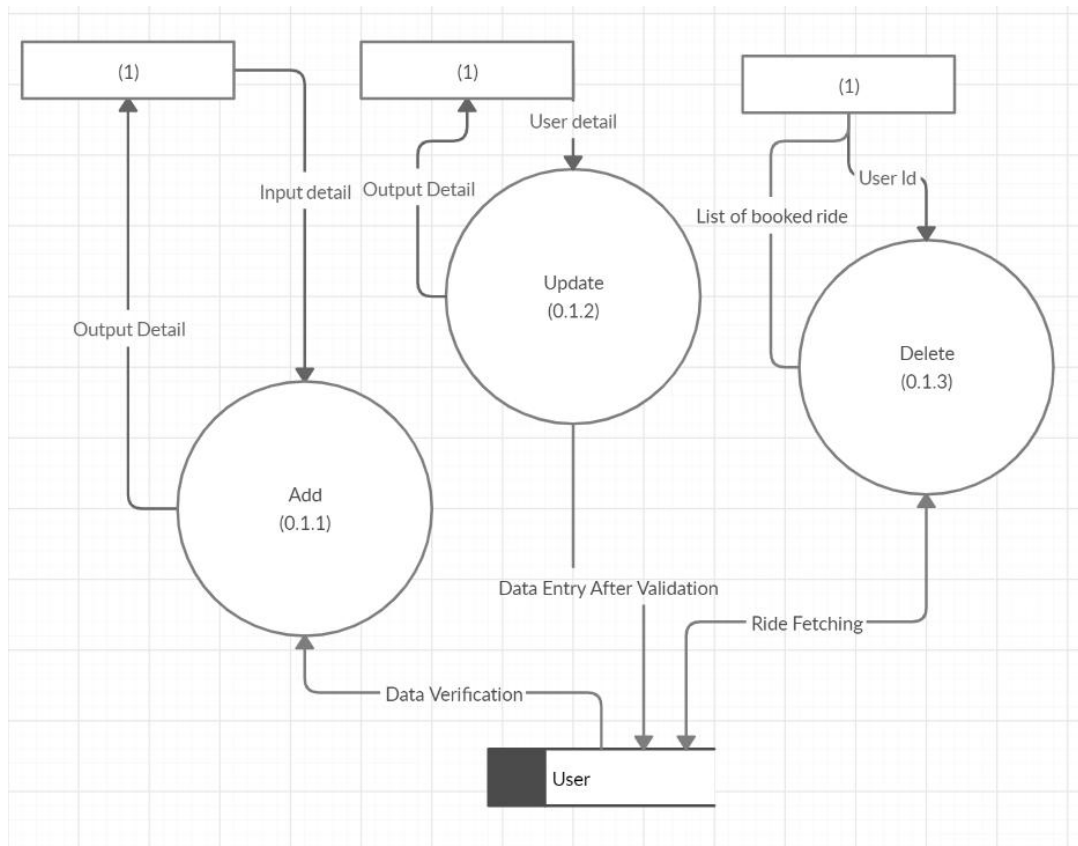 (1)
(1)
(1)
User detail
User Id
Input detail
Output Detail
List of booked ride
Update
(0.1.2)
Output Detail
Delete
(0.1.3)
Add
(0.1.1)
Data Entry After Validation
Ride Fetching
Data Verification
User